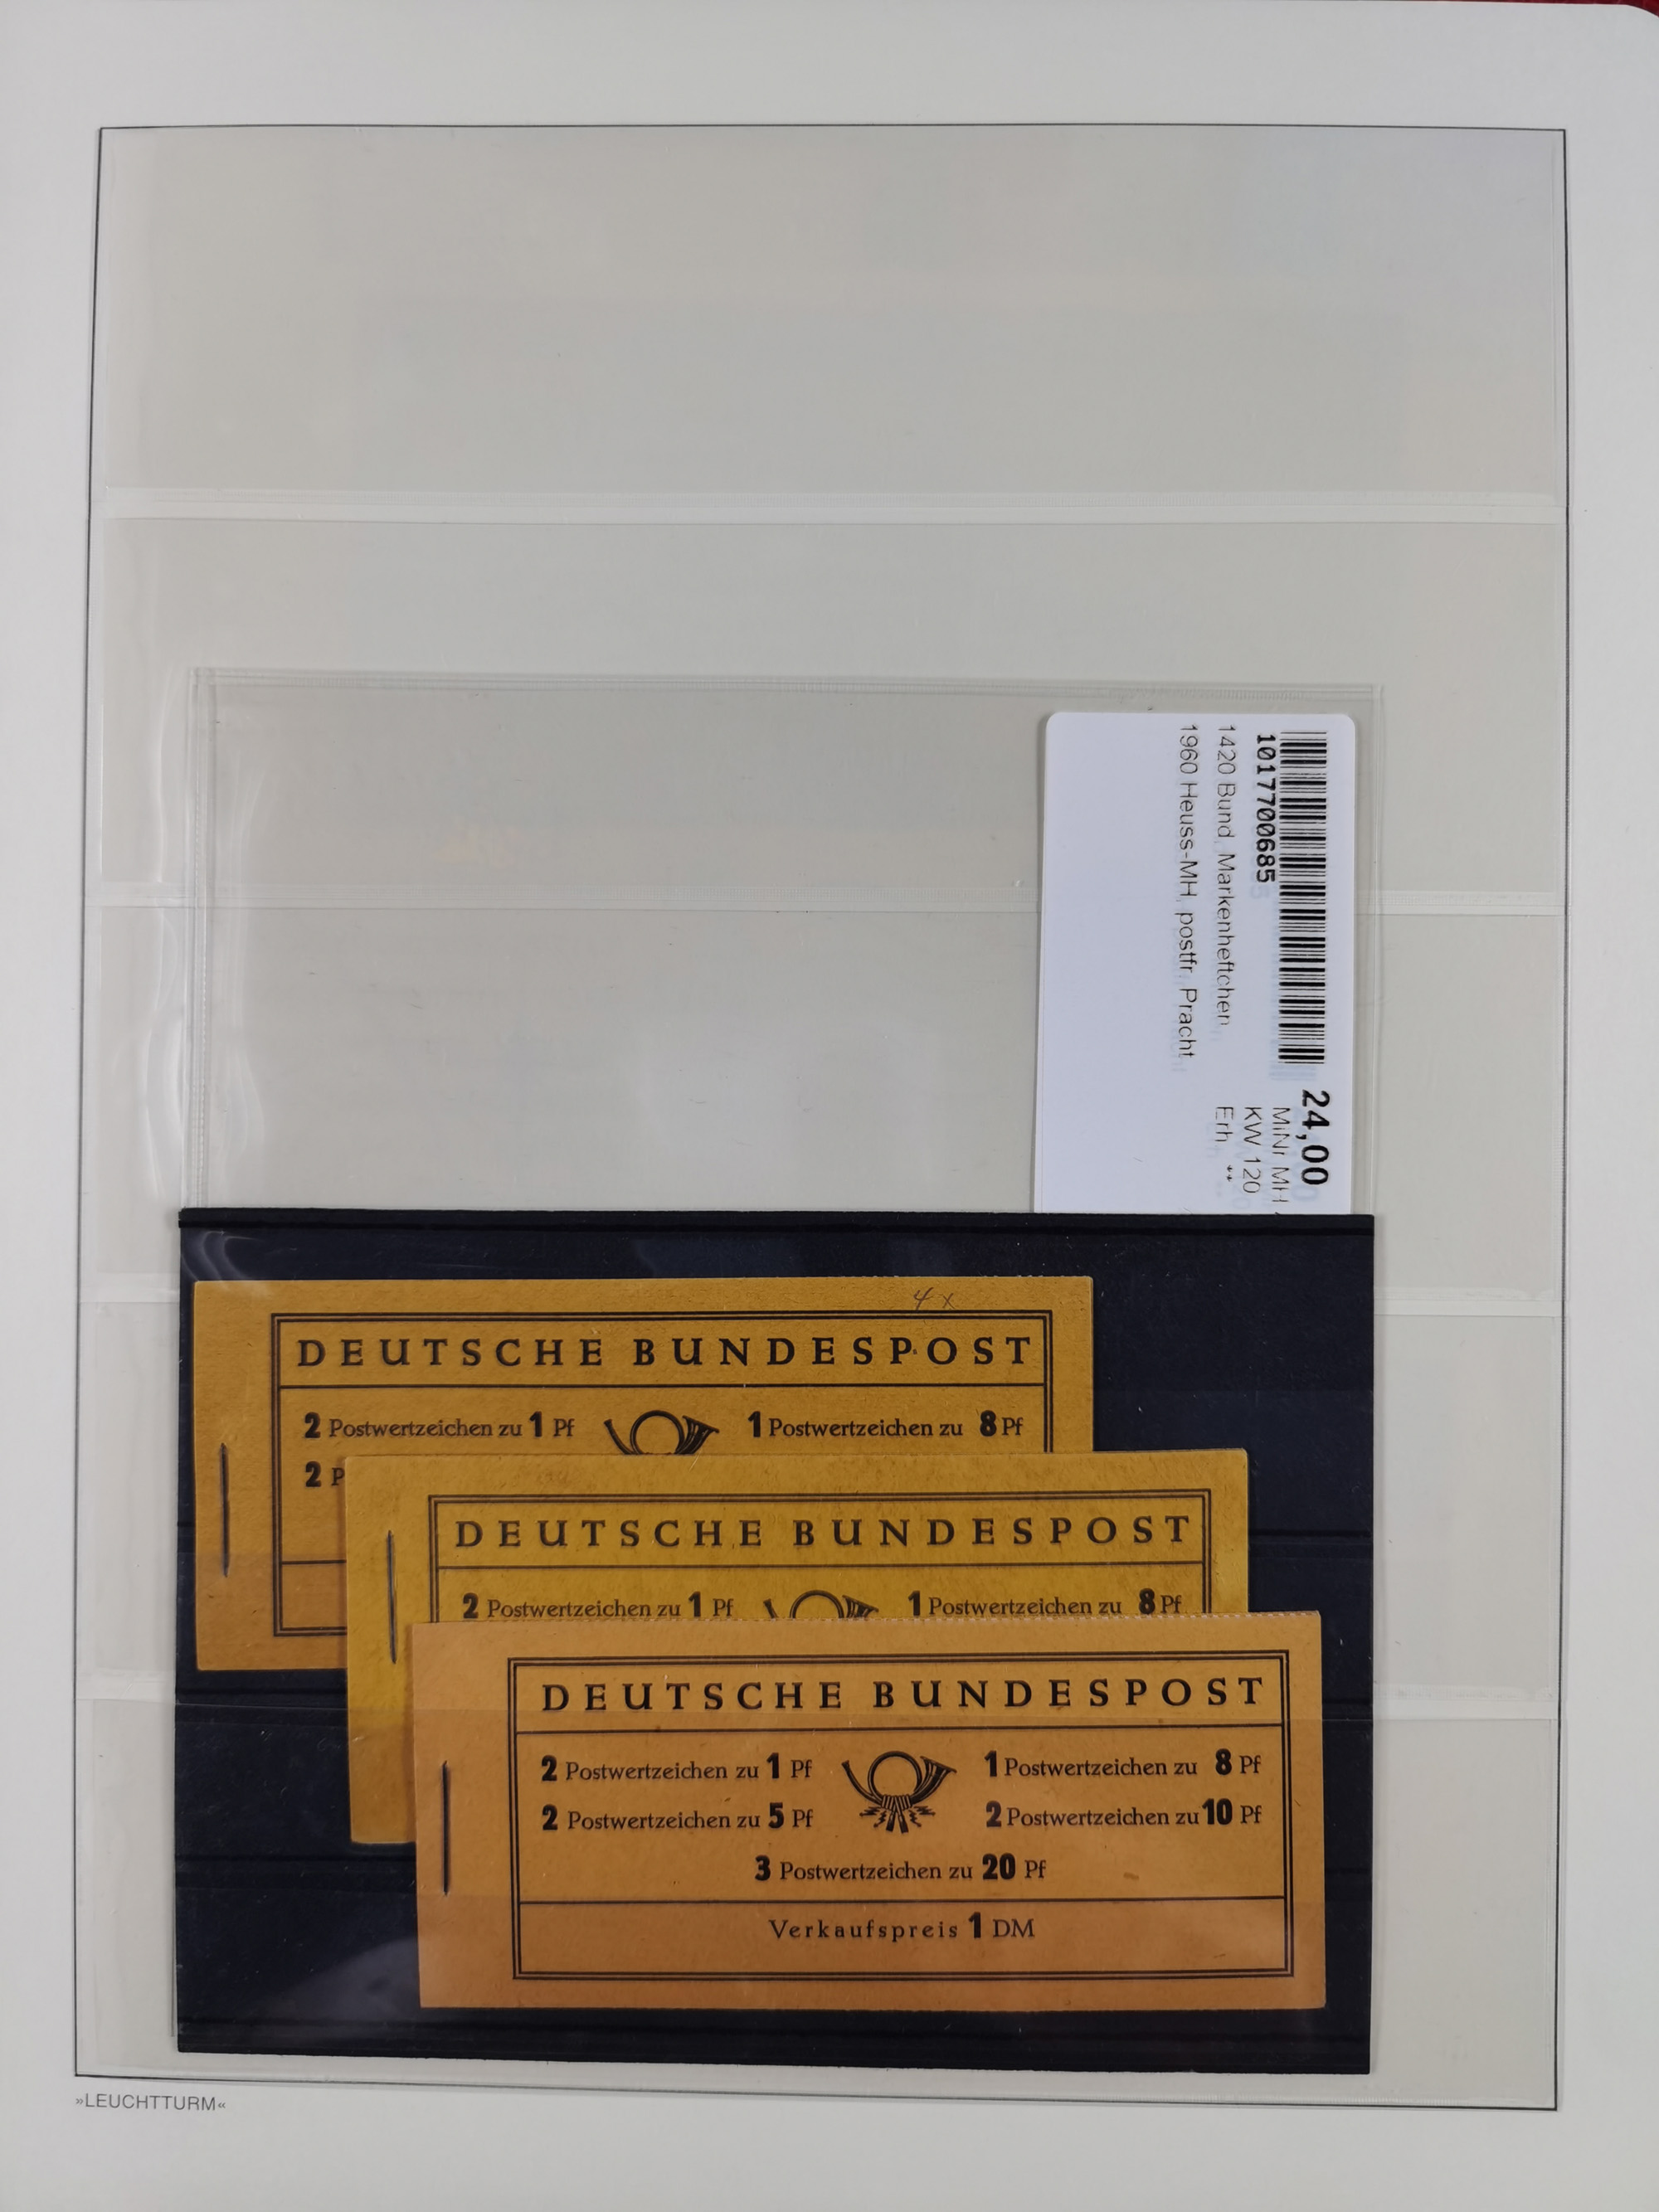 1017700685
1420 Bund, Markenheftchen,
1960 Heuss-MH, postfr. Pracht
24,00
MiNr MH
KW 120
Erh. **
4x
DEUTSCHE BUNDESPOST
2 Postwertzeichen zu 1 Pf 1 Postwertzeichen zu 8 Pf
2 P
DEUTSCHE BUNDESPOST
2 Postwertzeichen zu 1 Pf 1 Postwertzeichen zu 8 Pf
DEUTSCHE BUNDESPOST
2 Postwertzeichen zu 1 Pf 1 Postwertzeichen zu 8 Pf
2 Postwertzeichen zu 5 Pf 2 Postwertzeichen zu 10 Pf
3 Postwertzeichen zu 20 Pf
Verkaufspreis 1 DM
»LEUCHTTURM«